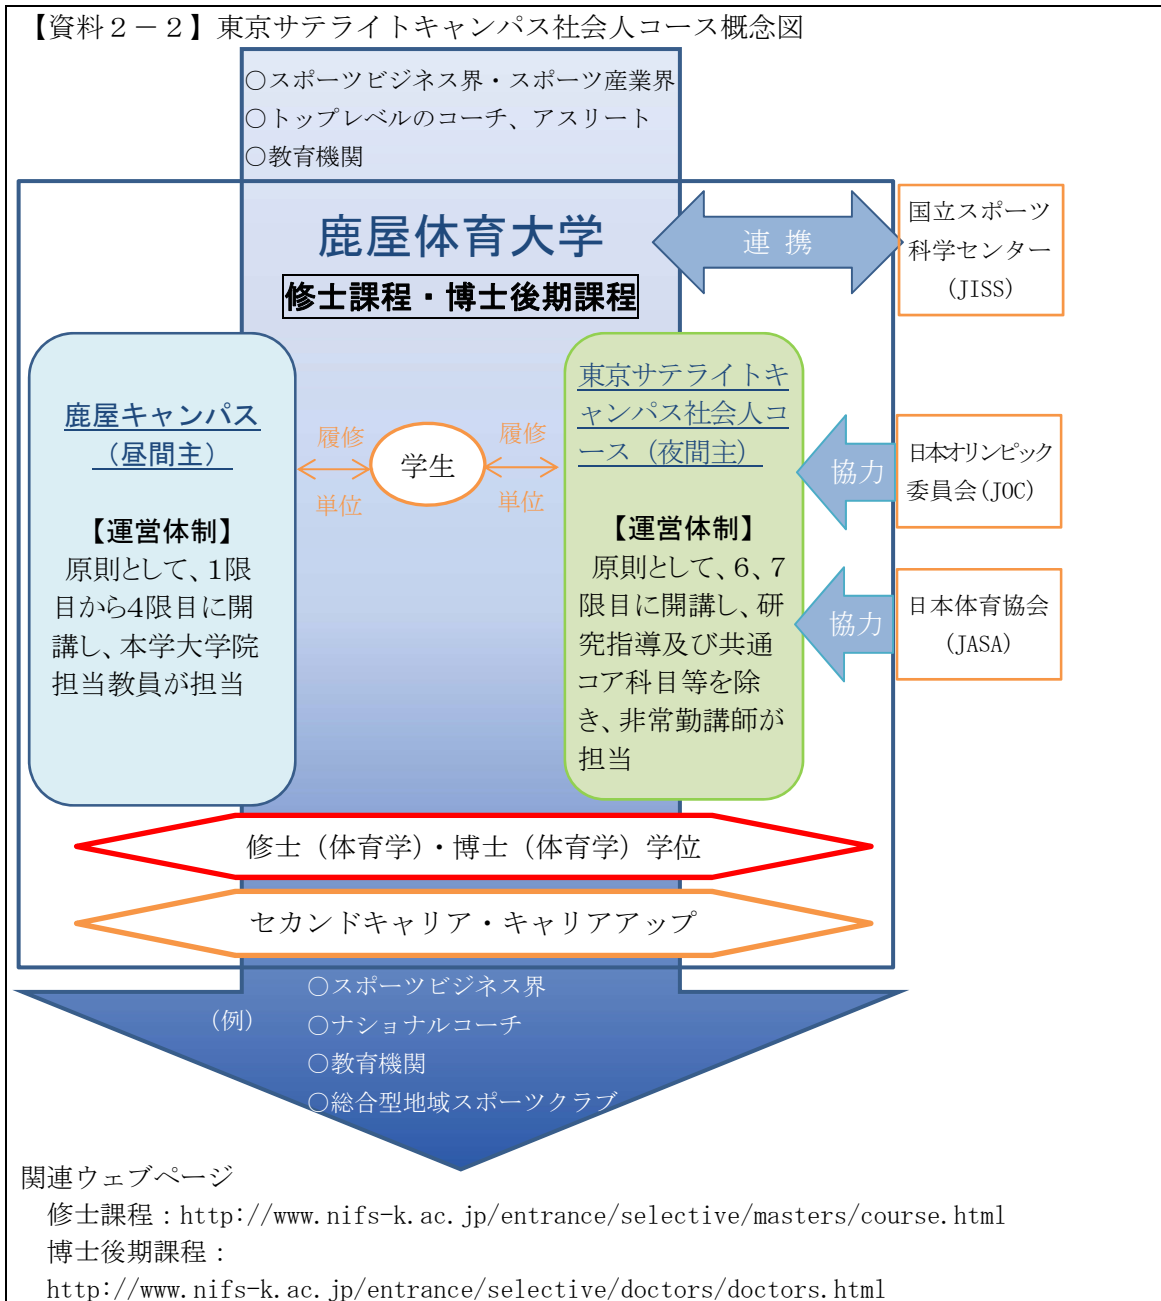 【資料２－２】東京サテライトキャンパス社会人コース概念図
○スポーツビジネス界・スポーツ産業界
○トップレベルのコーチ、アスリート
○教育機関
鹿屋体育大学
修士課程・博士後期課程
連 携
国立スポーツ
科学センター
(JISS)
鹿屋キャンパス
（昼間主）
【運営体制】
原則として、1限
目から4限目に開
講し、本学大学院
担当教員が担当
履修
単位
学生
履修
単位
東京サテライトキ
ャンパス社会人コ
ース（夜間主）
【運営体制】
原則として、6、7
限目に開講し、研
究指導及び共通
コア科目等を除
き、非常勤講師が
担当
協力
日本オリンピック
委員会(JOC)
協力
日本体育協会
(JASA)
修士（体育学）・博士（体育学）学位
セカンドキャリア・キャリアアップ
（例）
○スポーツビジネス界
○ナショナルコーチ
○教育機関
○総合型地域スポーツクラブ
関連ウェブページ
修士課程：http://www.nifs-k.ac.jp/entrance/selective/masters/course.html
博士後期課程：
http://www.nifs-k.ac.jp/entrance/selective/doctors/doctors.html